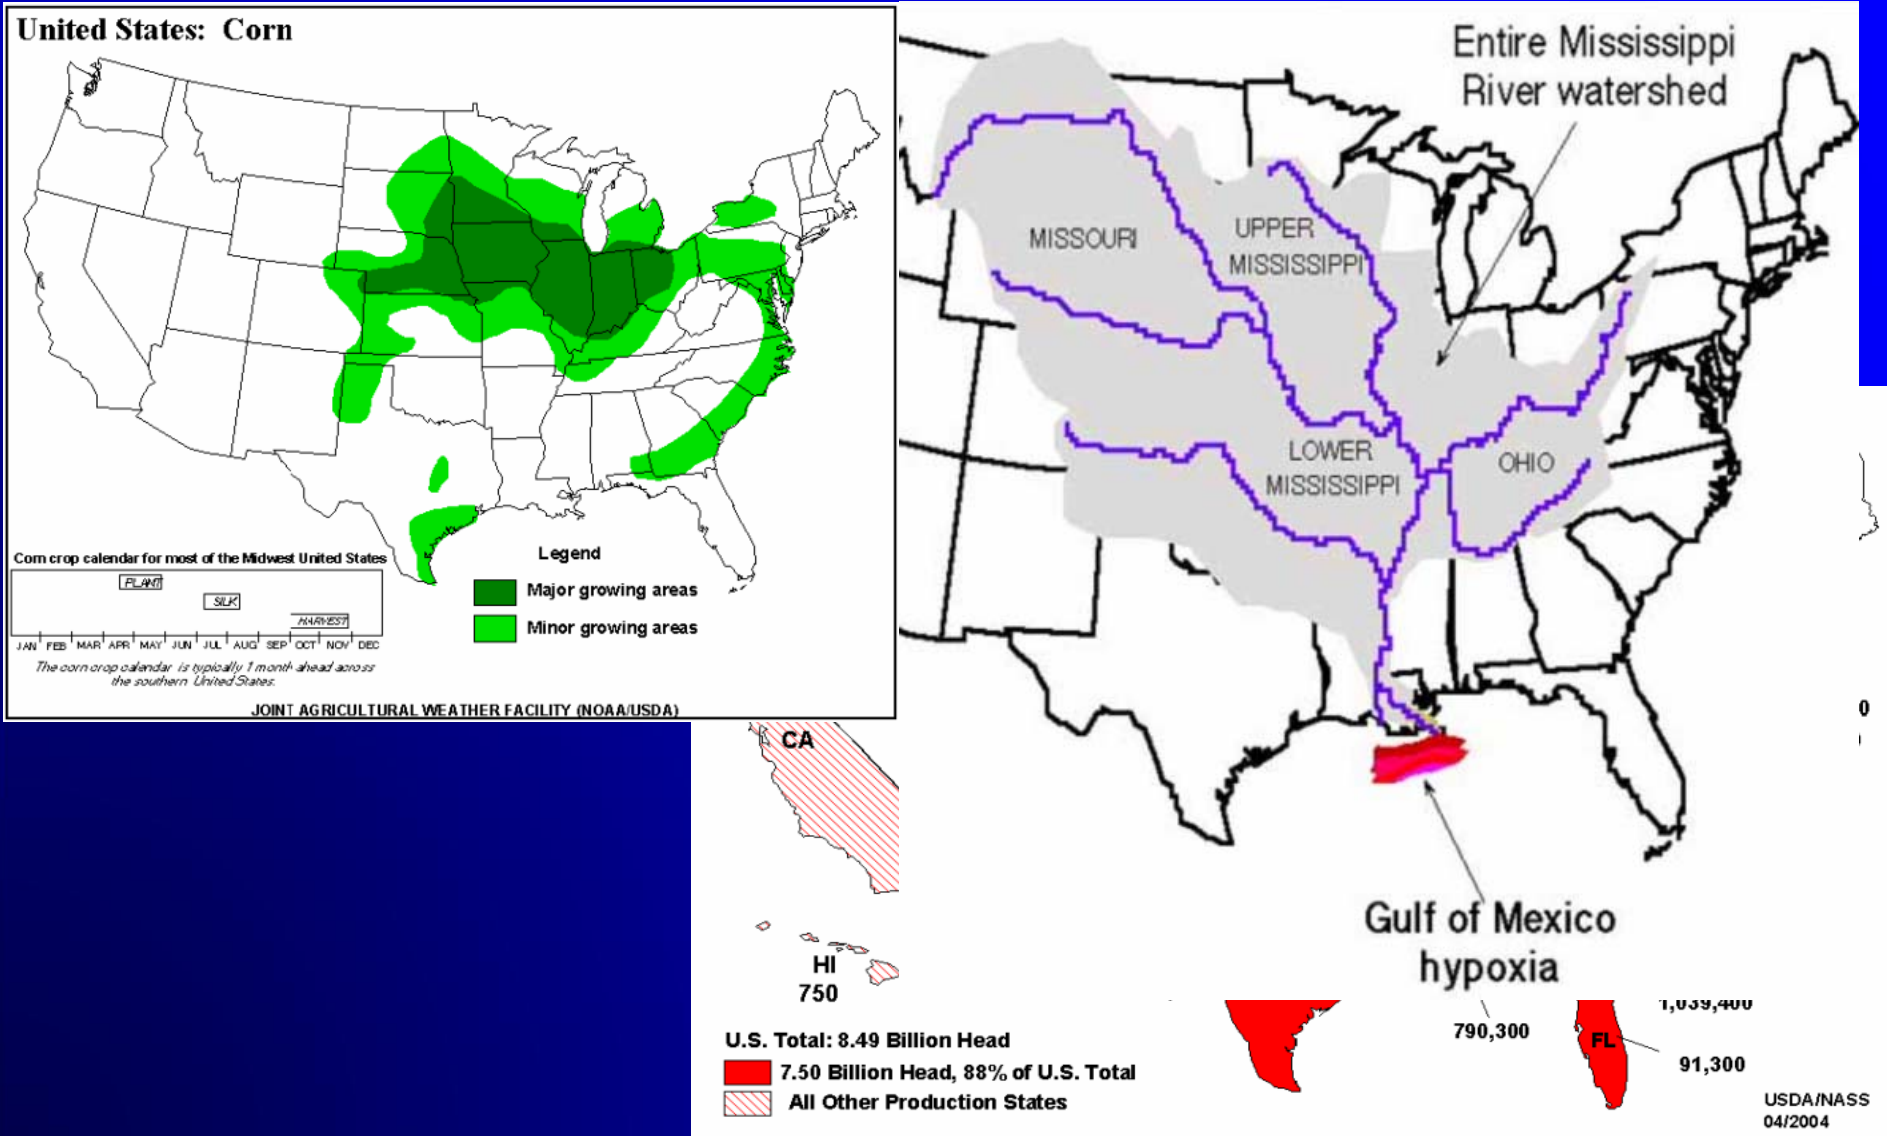 United States: Corn
Corn crop calendar for most of the Midwest United States
PLANT
SILK
HARVEST
JAN FEB MAR APR MAY JUN JUL AUG SEP OCT NOV DEC
The corn crop calendar is typically 1 month ahead across
the southern United States.
Legend
Major growing areas
Minor growing areas
JOINT AGRICULTURAL WEATHER FACILITY (NOAA/USDA)
Entire Mississippi
River watershed
MISSOURI
UPPER
MISSISSIPPI
LOWER
MISSISSIPPI
OHIO
Gulf of Mexico
hypoxia
CA
HI
750
U.S. Total: 8.49 Billion Head
7.50 Billion Head, 88% of U.S. Total
All Other Production States
790,300
1,039,400
FL
91,300
0
USDA/NASS
04/2004